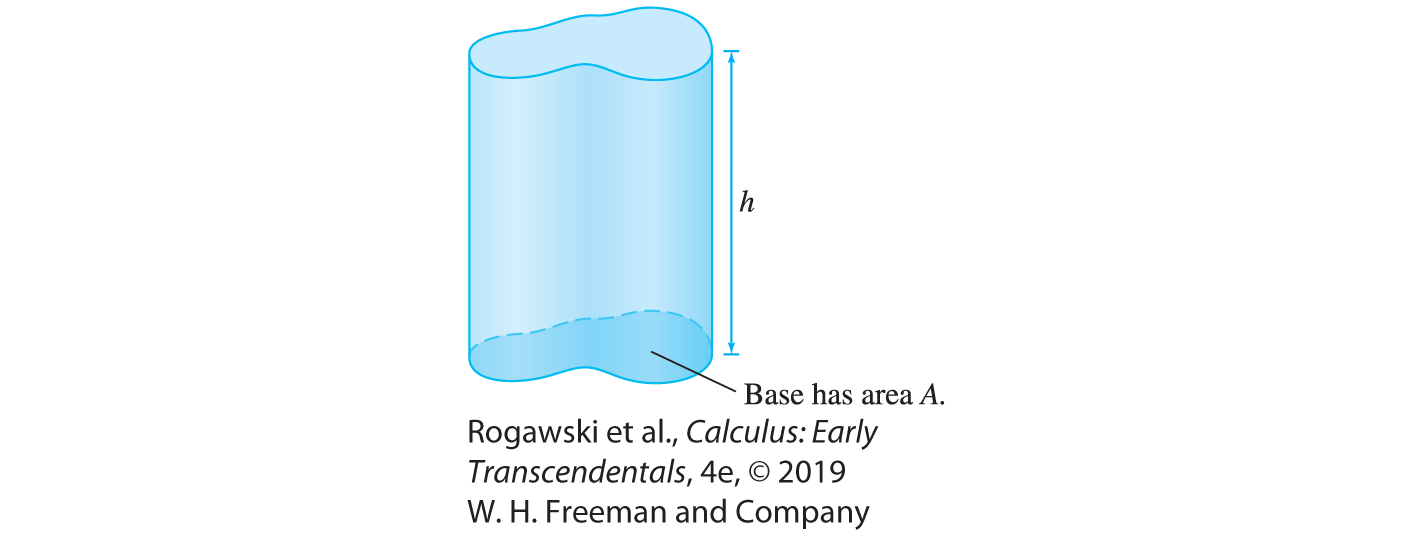 h
Base has area A.
Rogawski et al., Calculus: Early
Transcendentals, 4e, © 2019
W. H. Freeman and Company